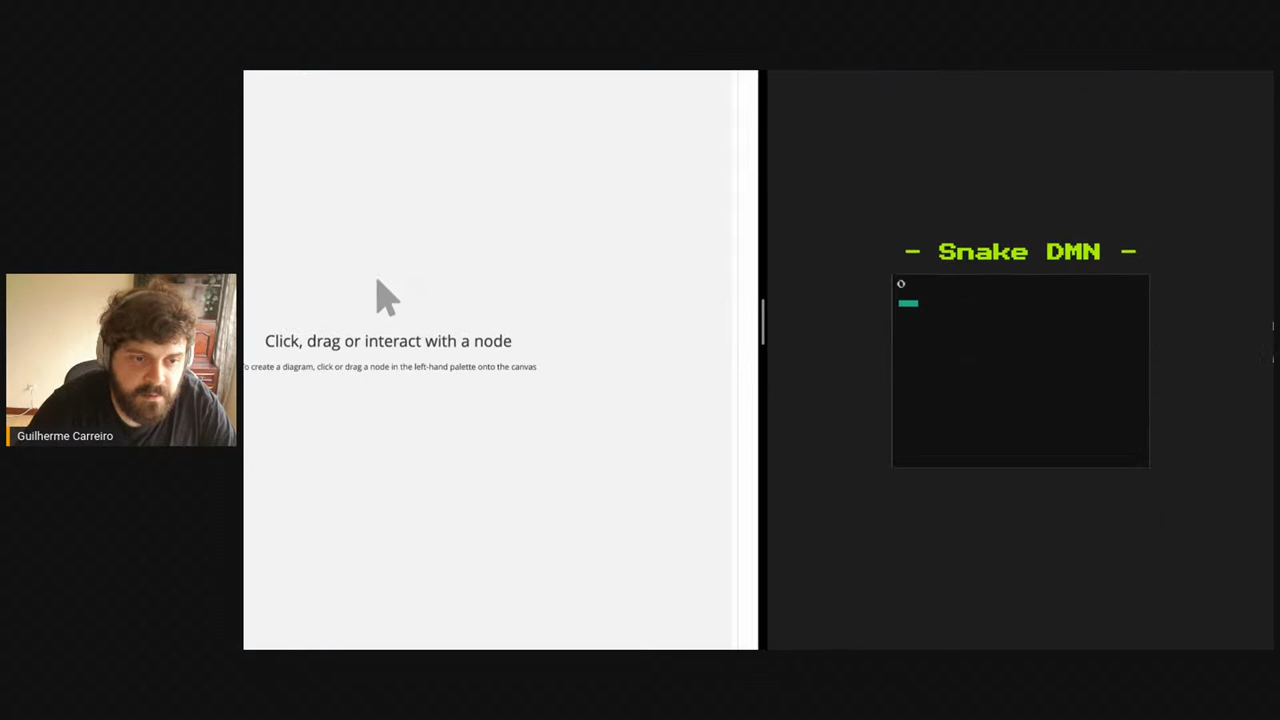 Guilherme Carreiro
Click, drag or interact with a node
o create a diagram, click or drag a node in the left-hand palette onto the canvas
- Snake DMN -